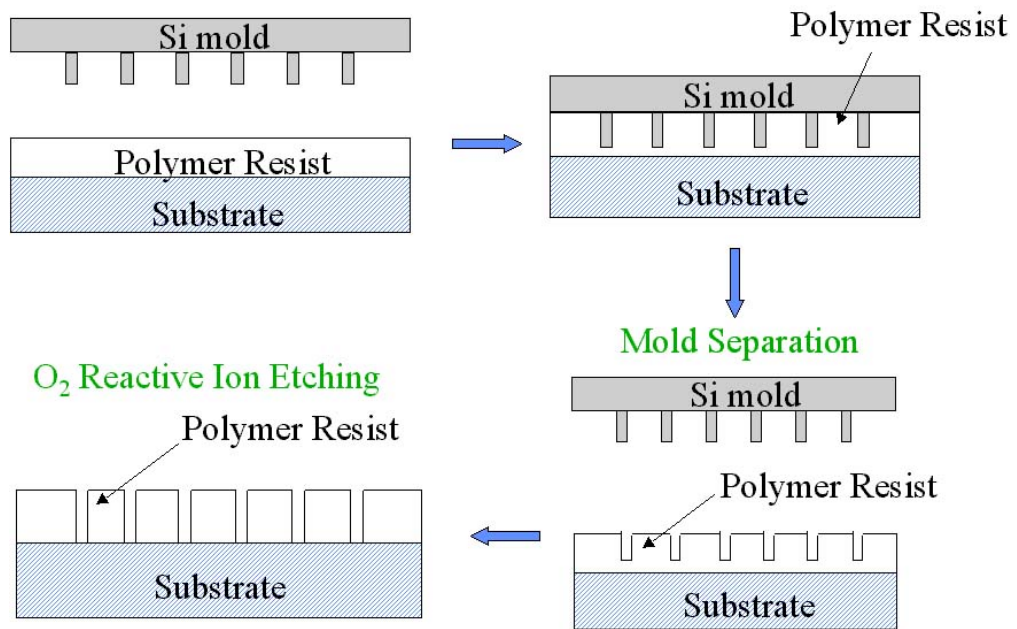 Si mold
Polymer Resist
Substrate
Polymer Resist
Si mold
Substrate
Mold Separation
Si mold
Polymer Resist
Substrate
O₂ Reactive Ion Etching
Polymer Resist
Substrate